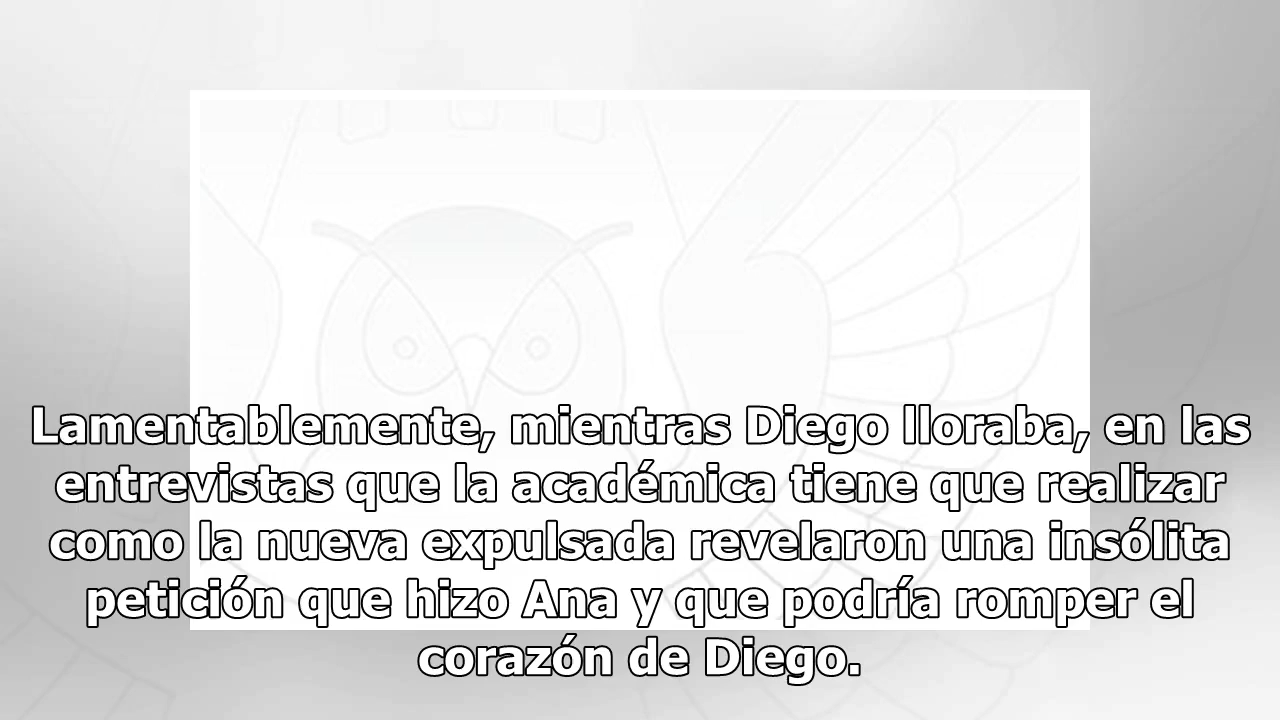 Lamentablemente, mientras Diego lloraba, en las
entrevistas que la académica tiene que realizar
como la nueva expulsada revelaron una insólita
petición que hizo Ana y que podría romper el
corazón de Diego.